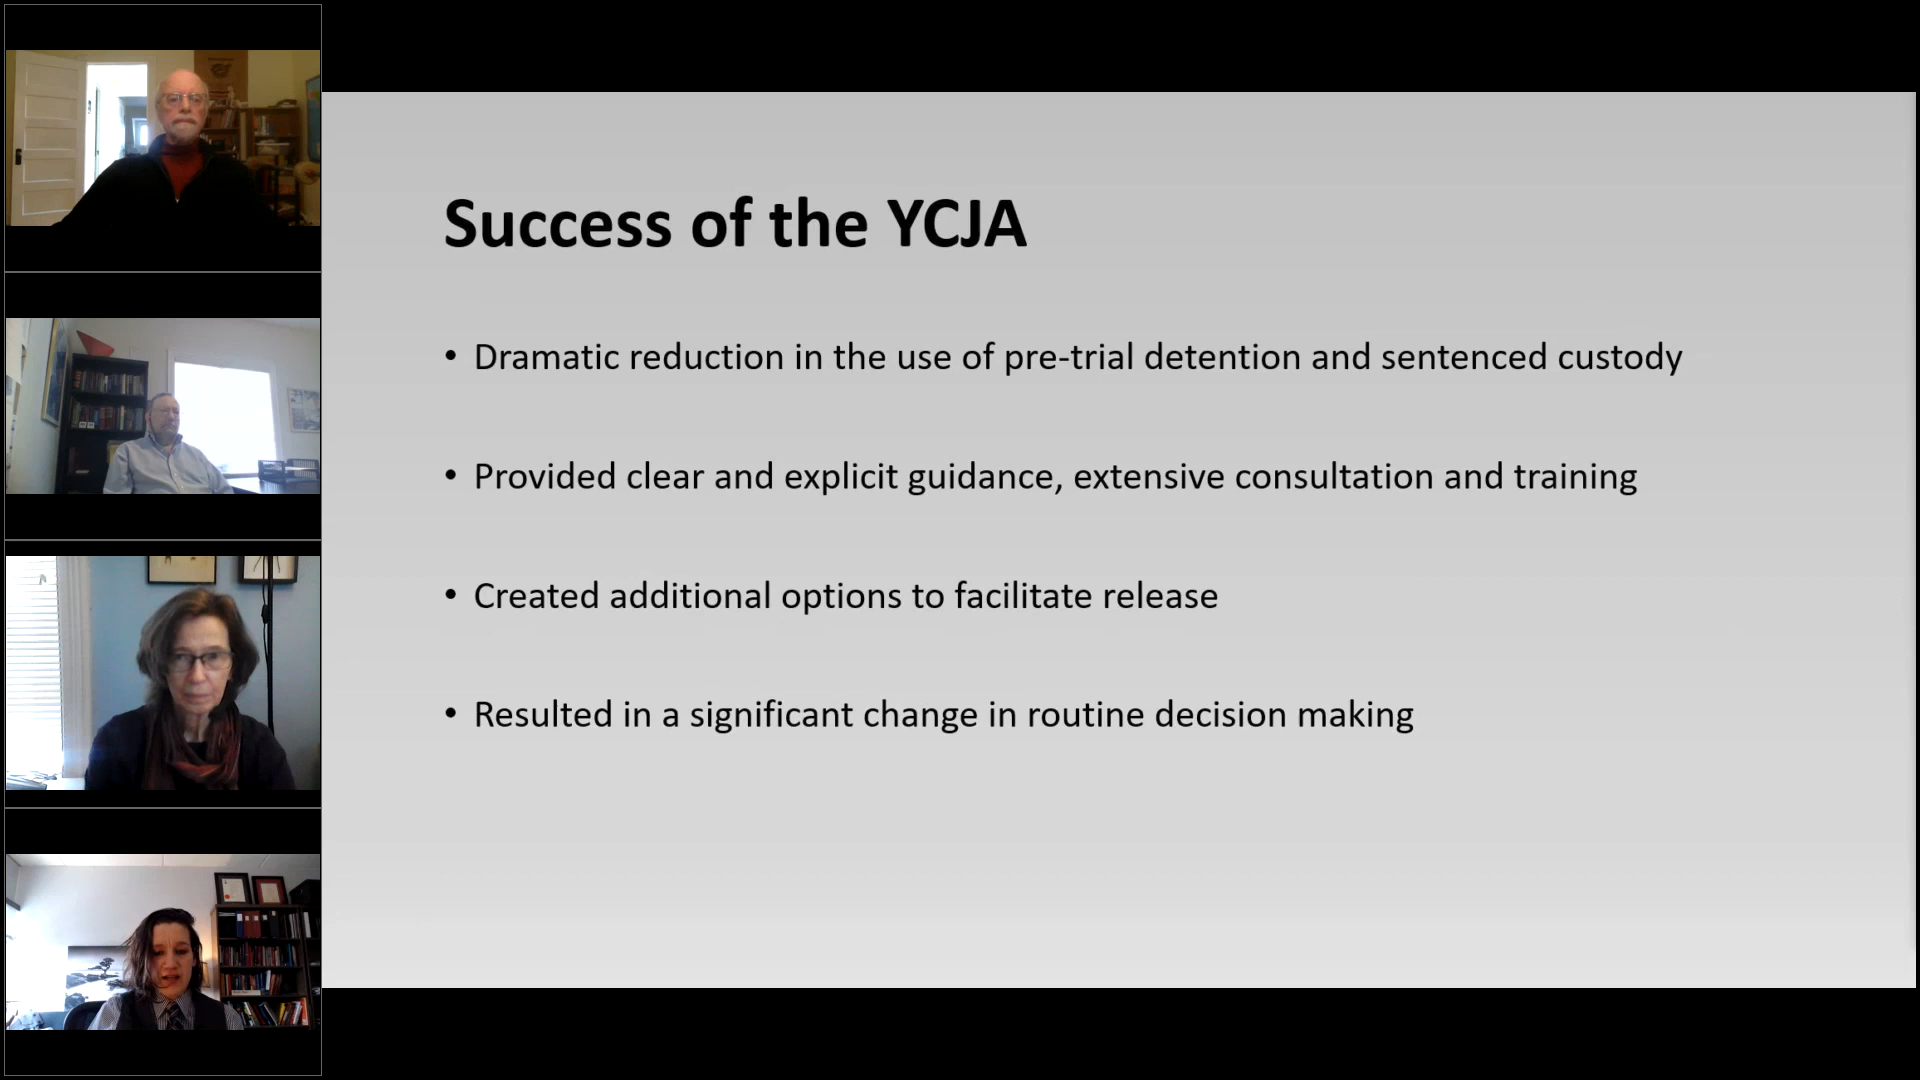 Success of the YCJA
• Dramatic reduction in the use of pre-trial detention and sentenced custody
• Provided clear and explicit guidance, extensive consultation and training
• Created additional options to facilitate release
• Resulted in a significant change in routine decision making